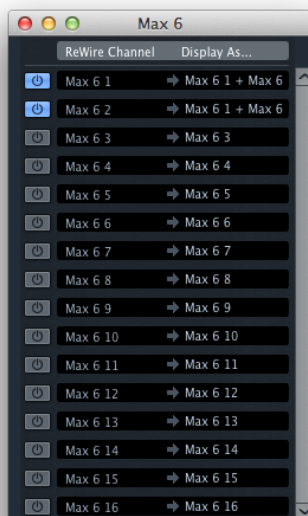 Max 6
ReWire Channel Display As...
Max 6 1 Max 6 1 + Max 6
Max 6 2 Max 6 1 + Max 6
Max 6 3 Max 6 3
Max 6 4 Max 6 4
Max 6 5 Max 6 5
Max 6 6 Max 6 6
Max 6 7 Max 6 7
Max 6 8 Max 6 8
Max 6 9 Max 6 9
Max 6 10 Max 6 10
Max 6 11 Max 6 11
Max 6 12 Max 6 12
Max 6 13 Max 6 13
Max 6 14 Max 6 14
Max 6 15 Max 6 15
Max 6 16 Max 6 16